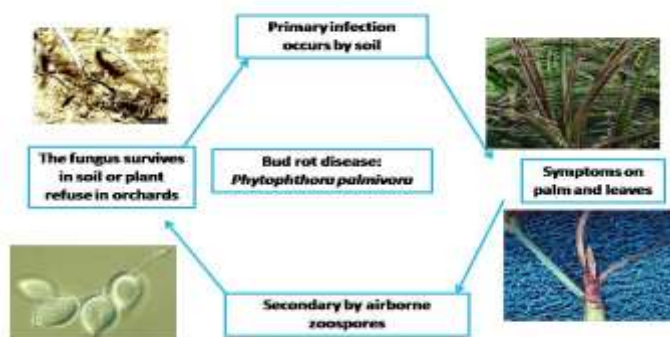 Primary infection
occurs by soil
The fungus survives
in soil or plant
refuse in orchards
Bud rot disease:
Phytophthora palmivora
Symptoms on
palm and leaves
Secondary by airborne
zoospores